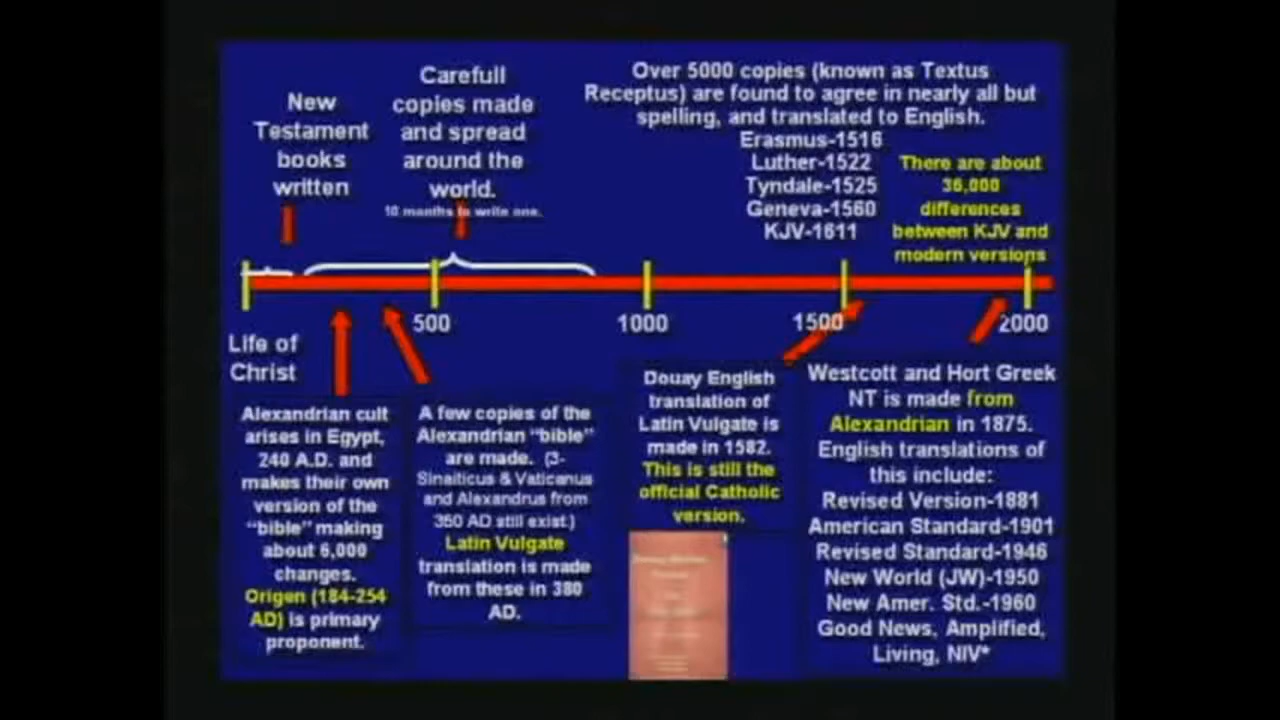 New
Testament
books
written
Carefull
copies made
and spread
around the
world.
10 months to write one.
Over 5000 copies (known as Textus
Receptus) are found to agree in nearly all but
spelling, and translated to English.
Erasmus-1516
Luther-1522
Tyndale-1525
Geneva-1560
KJV-1611
There are about
36,000
differences
between KJV and
modern versions
500
1000
1500
2000
Life of
Christ
Alexandrian cult
arises in Egypt,
240 A.D. and
makes their own
version of the
"bible" making
about 6,000
changes.
Origen (184-254
AD) is primary
proponent.
A few copies of the
Alexandrian "bible"
are made. (3-
Sinaiticus & Vaticanus
and Alexandrus from
350 AD still exist.)
Latin Vulgate
translation is made
from these in 380
AD.
Douay English
translation of
Latin Vulgate is
made in 1582.
This is still the
official Catholic
version.
Westcott and Hort Greek
NT is made from
Alexandrian in 1875.
English translations of
this include:
Revised Version-1881
American Standard-1901
Revised Standard-1946
New World (JW)-1950
New Amer. Std.-1960
Good News, Amplified,
Living, NIV*